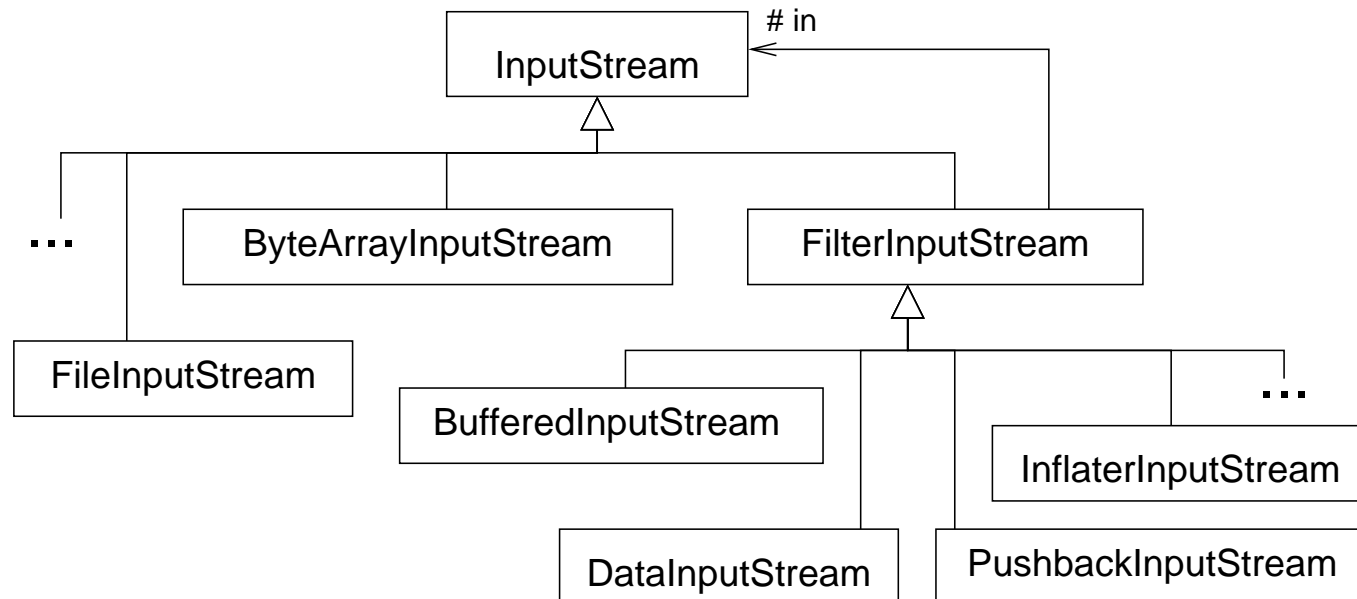 # in
InputStream
...
ByteArrayInputStream
FilterInputStream
FileInputStream
BufferedInputStream
...
InflaterInputStream
DataInputStream
PushbackInputStream